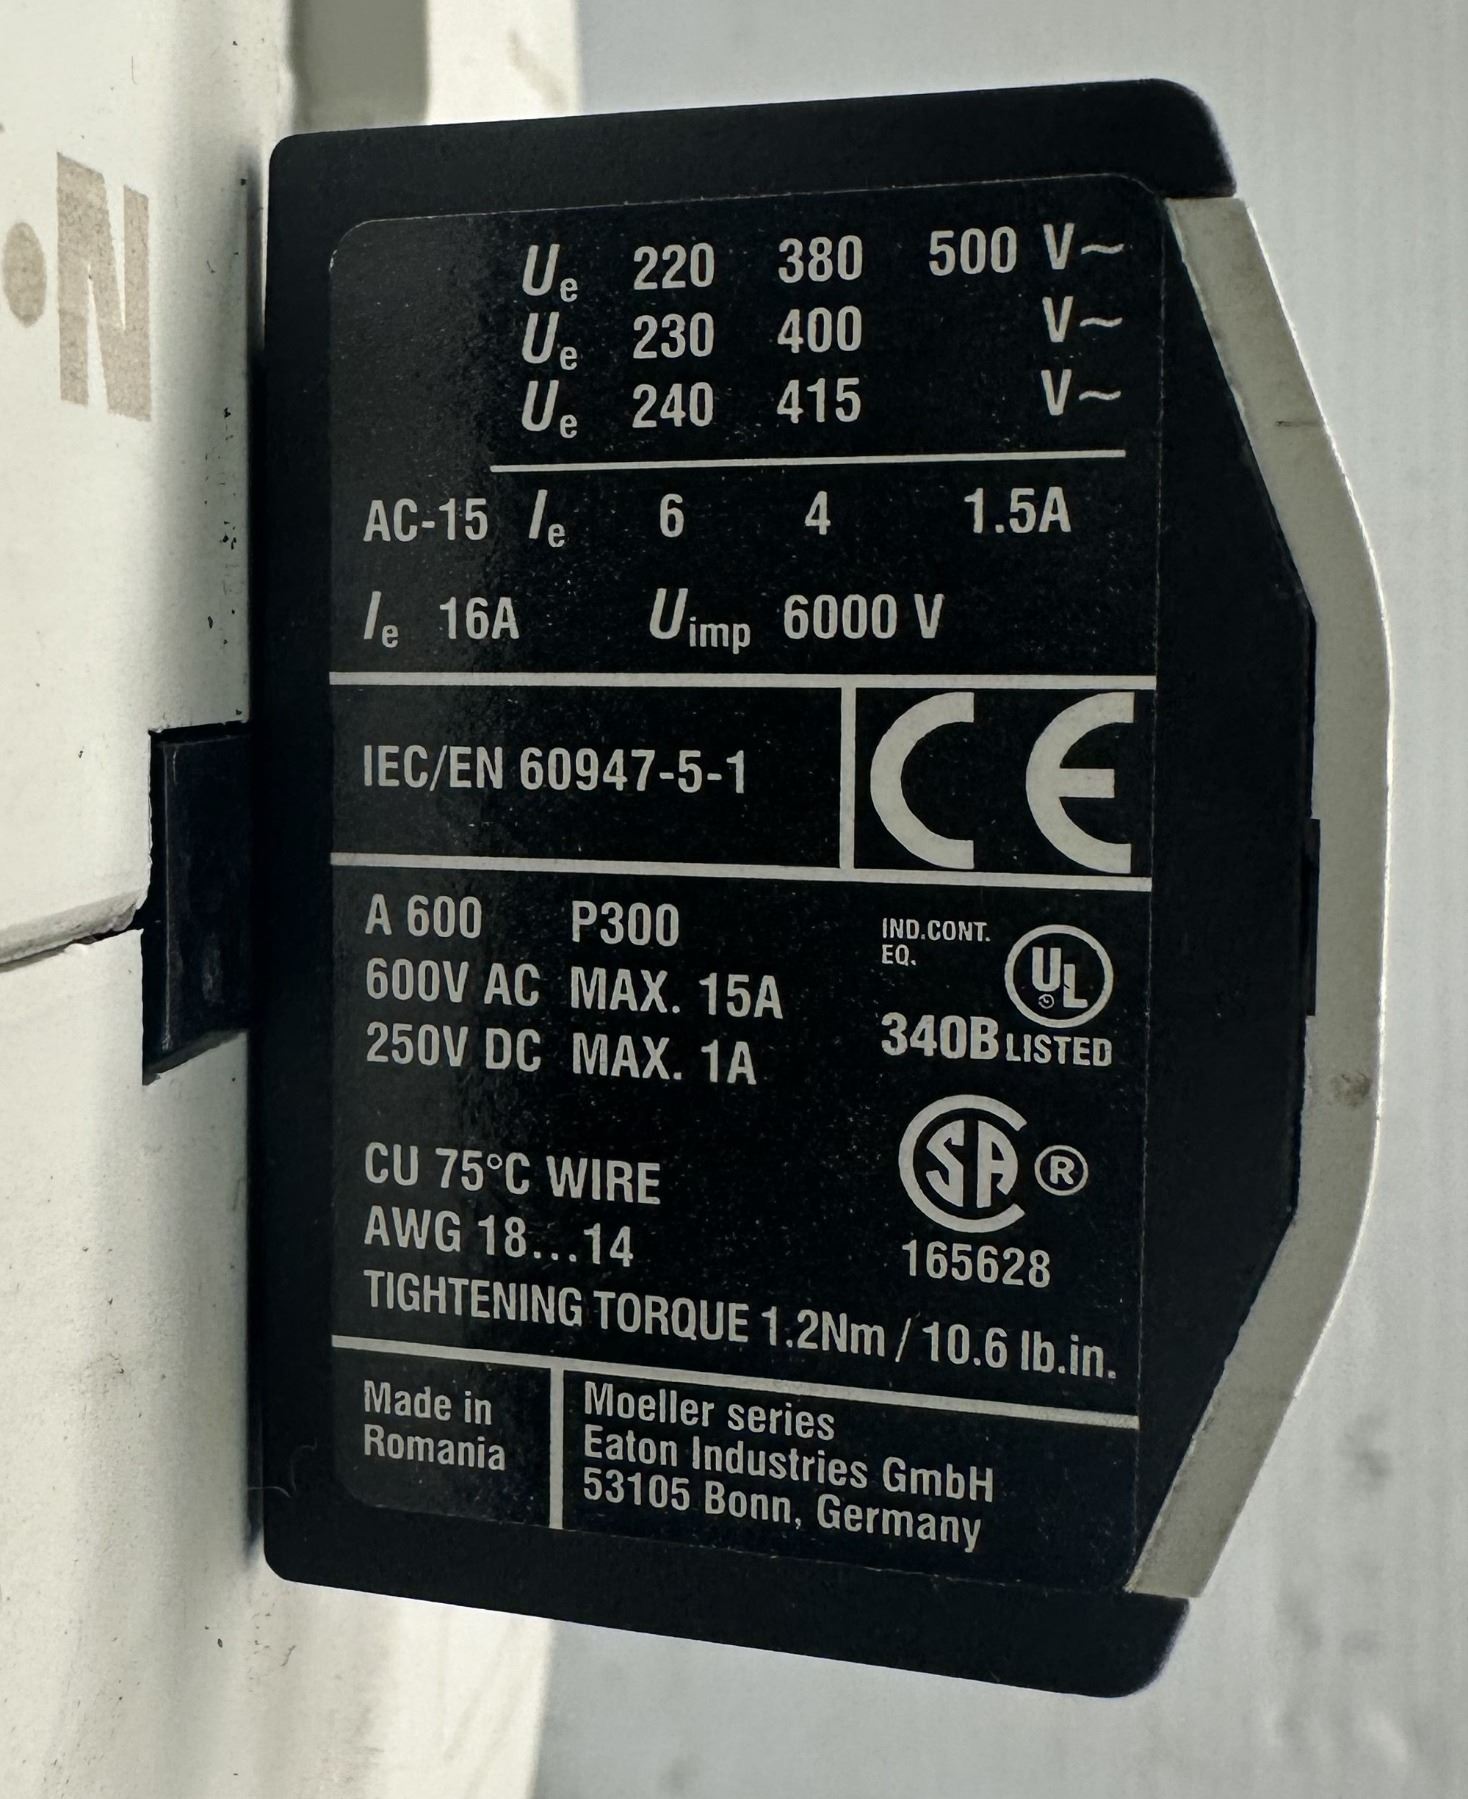 Ue 220 380 500 V~
Ue 230 400 V~
Ue 240 415 V~
AC-15 Ie 6 4 1.5A
Ie 16A Uimp 6000 V
IEC/EN 60947-5-1 CE
A 600 P300
600V AC MAX. 15A
250V DC MAX. 1A
IND.CONT.
EQ.
UL
340B LISTED
CU 75°C WIRE
AWG 18...14
TIGHTENING TORQUE 1.2Nm / 10.6 lb.in.
SA ®
165628
Made in
Romania
Moeller series
Eaton Industries GmbH
53105 Bonn, Germany